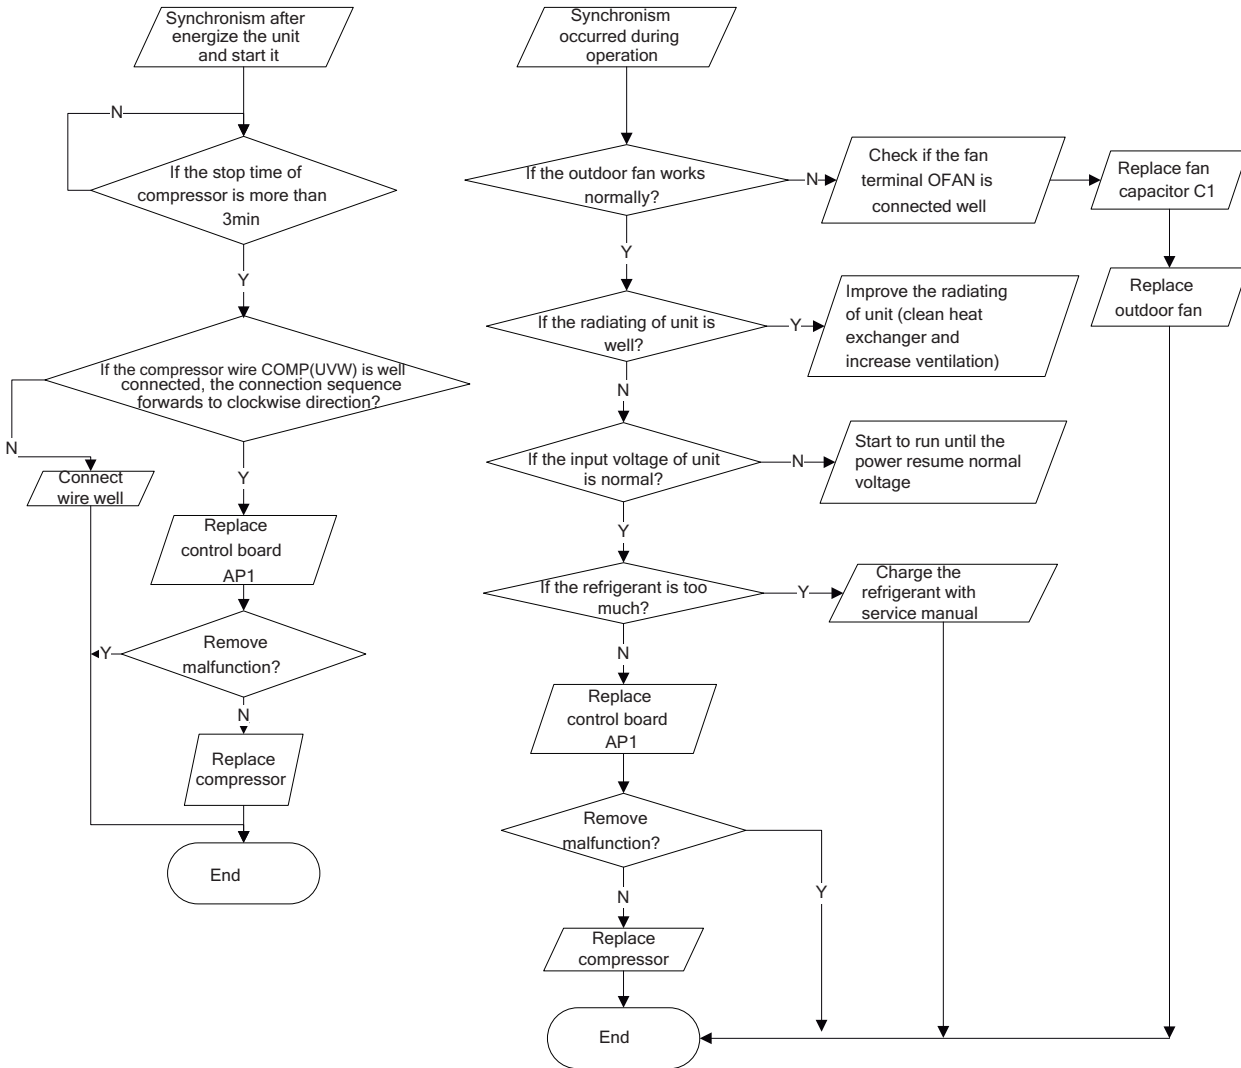 Synchronism after
energize the unit
and start it
N
If the stop time of
compressor is more than
3min
Y
If the compressor wire COMP(UVW) is well
connected, the connection sequence
forwards to clockwise direction?
N
Connect
wire well
Y
Replace
control board
AP1
Remove
malfunction?
Y
N
Replace
compressor
End
Synchronism
occurred during
operation
If the outdoor fan works
normally?
N
Check if the fan
terminal OFAN is
connected well
Replace fan
capacitor C1
Replace
outdoor fan
Y
If the radiating of unit is
well?
Y
Improve the radiating
of unit (clean heat
exchanger and
increase ventilation)
N
If the input voltage of unit
is normal?
N
Start to run until the
power resume normal
voltage
Y
If the refrigerant is too
much?
Y
Charge the
refrigerant with
service manual
N
Replace
control board
AP1
Remove
malfunction?
Y
N
Replace
compressor
End